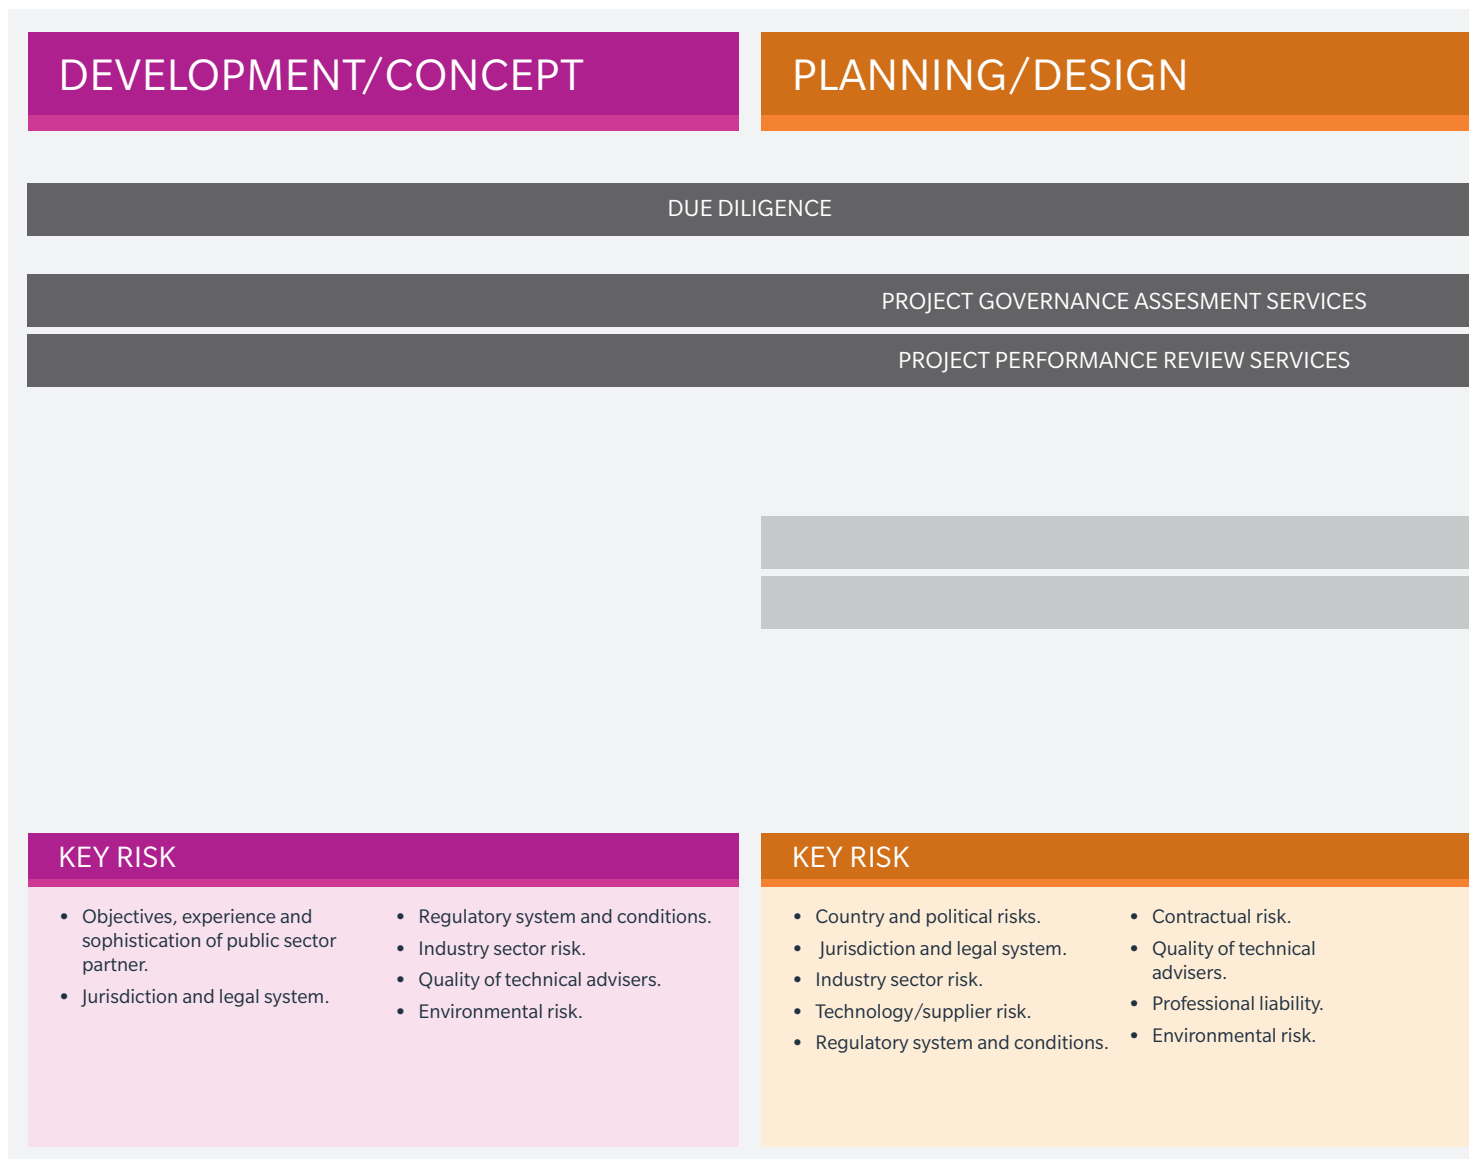 DEVELOPMENT/CONCEPT
PLANNING/DESIGN
DUE DILIGENCE
PROJECT GOVERNANCE ASSESMENT SERVICES
PROJECT PERFORMANCE REVIEW SERVICES
KEY RISK
• Objectives, experience and
sophistication of public sector
partner.
• Jurisdiction and legal system.
• Regulatory system and conditions.
• Industry sector risk.
• Quality of technical advisers.
• Environmental risk.
KEY RISK
• Country and political risks.
• Jurisdiction and legal system.
• Industry sector risk.
• Technology/supplier risk.
• Regulatory system and conditions.
• Contractual risk.
• Quality of technical
advisers.
• Professional liability.
• Environmental risk.